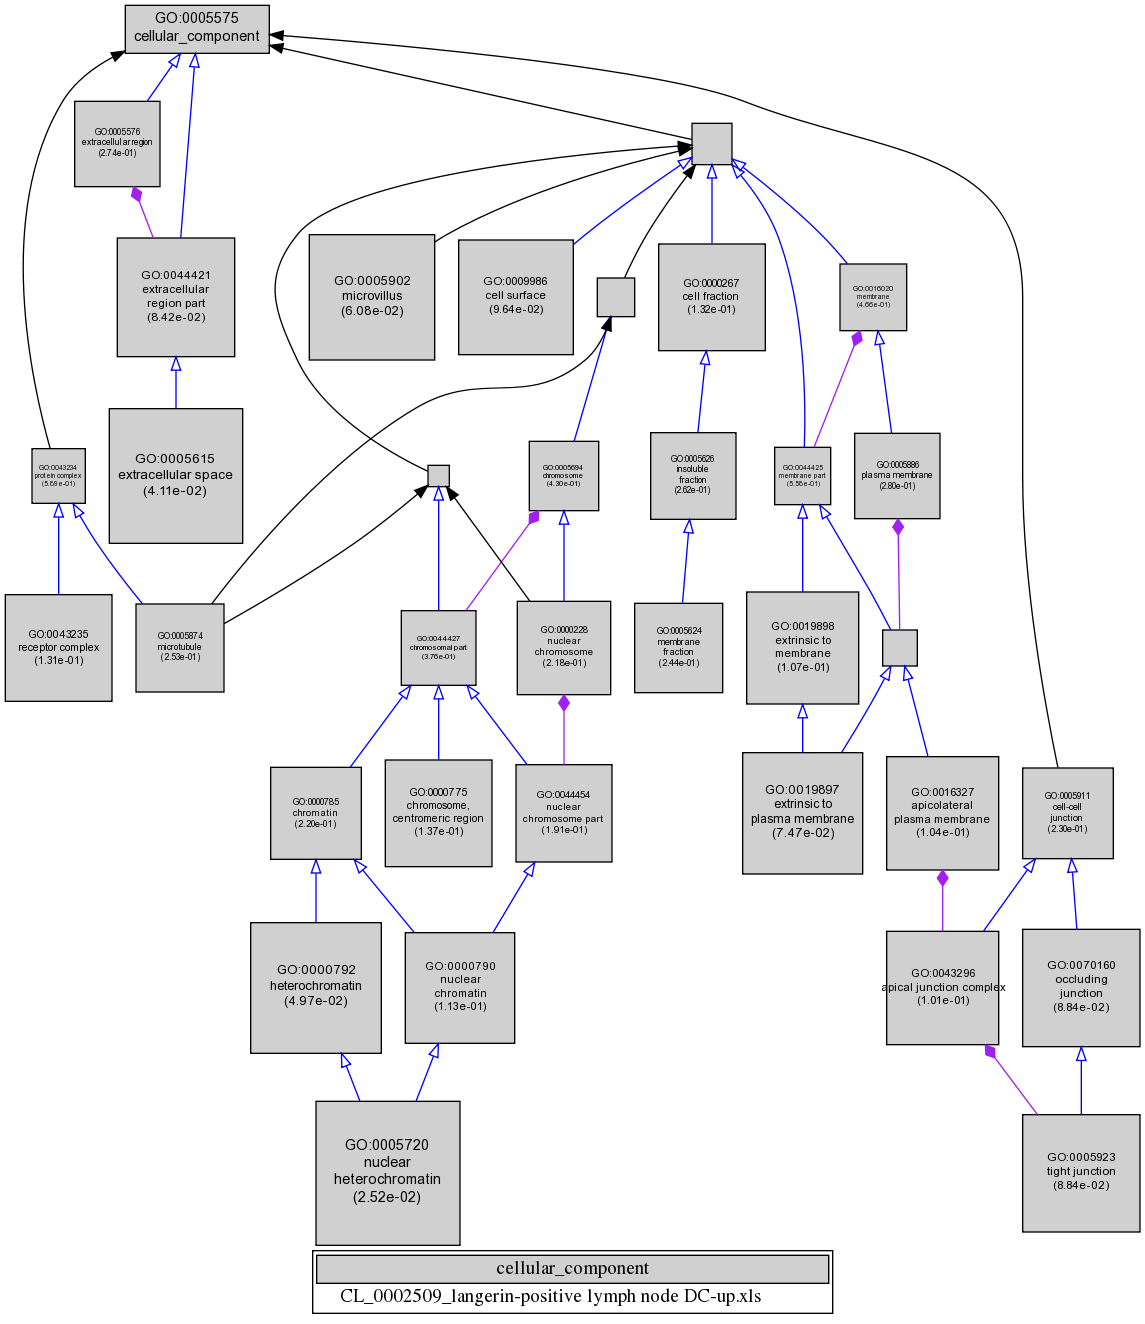 GO:0005575
cellular_component
GO:0005576
extracellular region
(2.74e-01)
GO:0044421
extracellular
region part
(8.42e-02)
GO:0005902
microvillus
(6.08e-02)
GO:0009986
cell surface
(9.64e-02)
GO:0000267
cell fraction
(1.32e-01)
GO:0016020
membrane
(4.66e-01)
GO:0043234
protein complex
(5.69e-01)
GO:0005615
extracellular space
(4.11e-02)
GO:0005694
chromosome
(4.30e-01)
GO:0005626
insoluble
fraction
(2.62e-01)
GO:0044425
membrane part
(5.56e-01)
GO:0005886
plasma membrane
(2.80e-01)
GO:0043235
receptor complex
(1.31e-01)
GO:0005874
microtubule
(2.53e-01)
GO:0044427
chromosomal part
(3.76e-01)
GO:0000228
nuclear
chromosome
(2.18e-01)
GO:0005624
membrane
fraction
(2.44e-01)
GO:0019898
extrinsic to
membrane
(1.07e-01)
GO:0000785
chromatin
(2.20e-01)
GO:0000775
chromosome,
centromeric region
(1.37e-01)
GO:0044454
nuclear
chromosome part
(1.91e-01)
GO:0019897
extrinsic to
plasma membrane
(7.47e-02)
GO:0016327
apicolateral
plasma membrane
(1.04e-01)
GO:0005911
cell-cell
junction
(2.30e-01)
GO:0000792
heterochromatin
(4.97e-02)
GO:0000790
nuclear
chromatin
(1.13e-01)
GO:0043296
apical junction complex
(1.01e-01)
GO:0070160
occluding
junction
(8.84e-02)
GO:0005720
nuclear
heterochromatin
(2.52e-02)
GO:0005923
tight junction
(8.84e-02)
cellular_component
CL_0002509_langerin-positive lymph node DC-up.xls